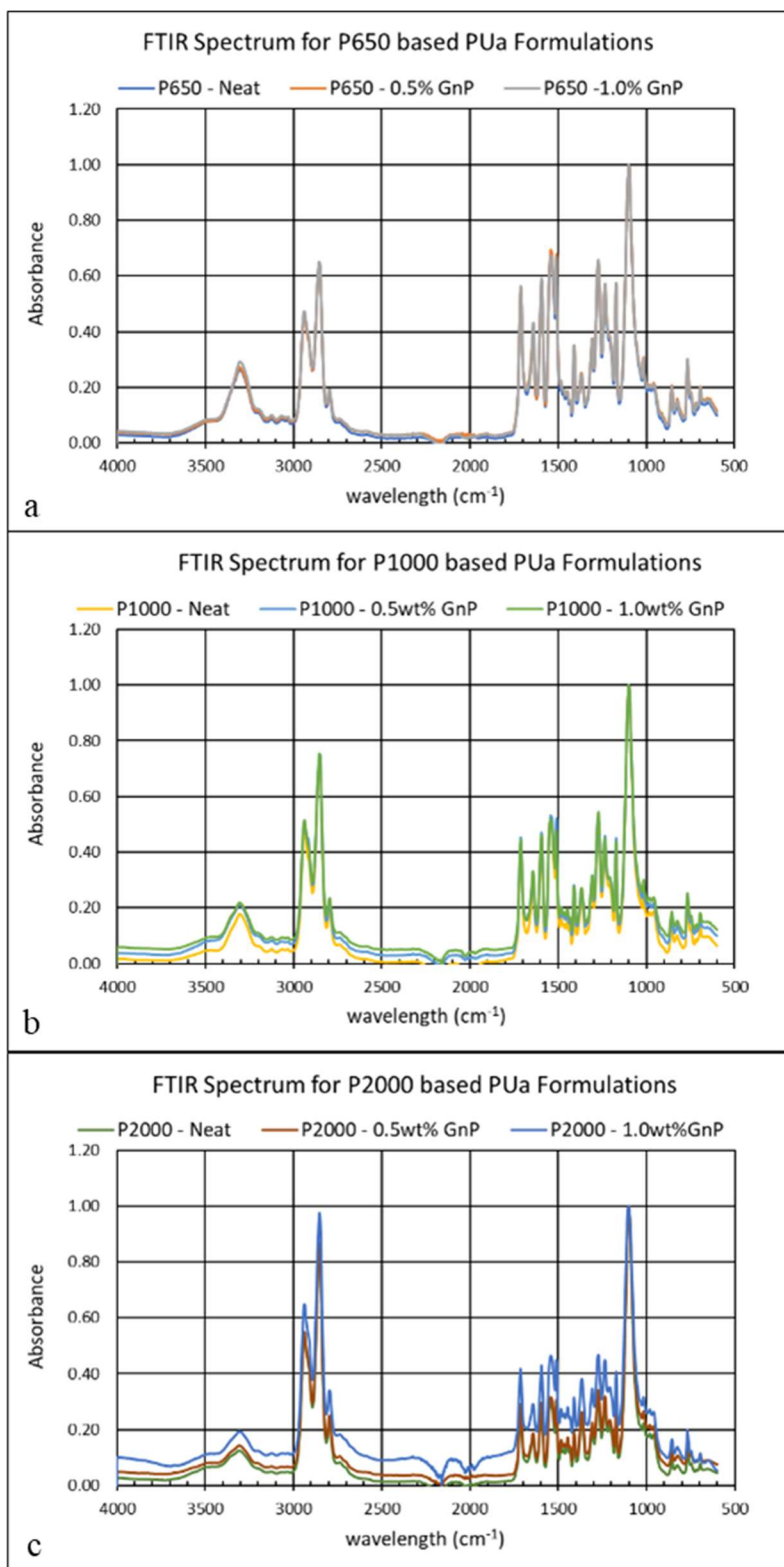 FTIR Spectrum for P650 based PUa Formulations
P650 - Neat P650 - 0.5% GnP P650 -1.0% GnP
1.20
1.00
0.80
0.60
0.40
0.20
0.00
Absorbance
4000 3500 3000 2500 2000 1500 1000 500
wavelength (cm⁻¹)
a
FTIR Spectrum for P1000 based PUa Formulations
P1000 - Neat P1000 - 0.5wt% GnP P1000 - 1.0wt% GnP
1.20
1.00
0.80
0.60
0.40
0.20
0.00
Absorbance
4000 3500 3000 2500 2000 1500 1000 500
wavelength (cm⁻¹)
b
FTIR Spectrum for P2000 based PUa Formulations
P2000 - Neat P2000 - 0.5wt% GnP P2000 - 1.0wt%GnP
1.20
1.00
0.80
0.60
0.40
0.20
0.00
Absorbance
4000 3500 3000 2500 2000 1500 1000 500
wavelength (cm⁻¹)
c